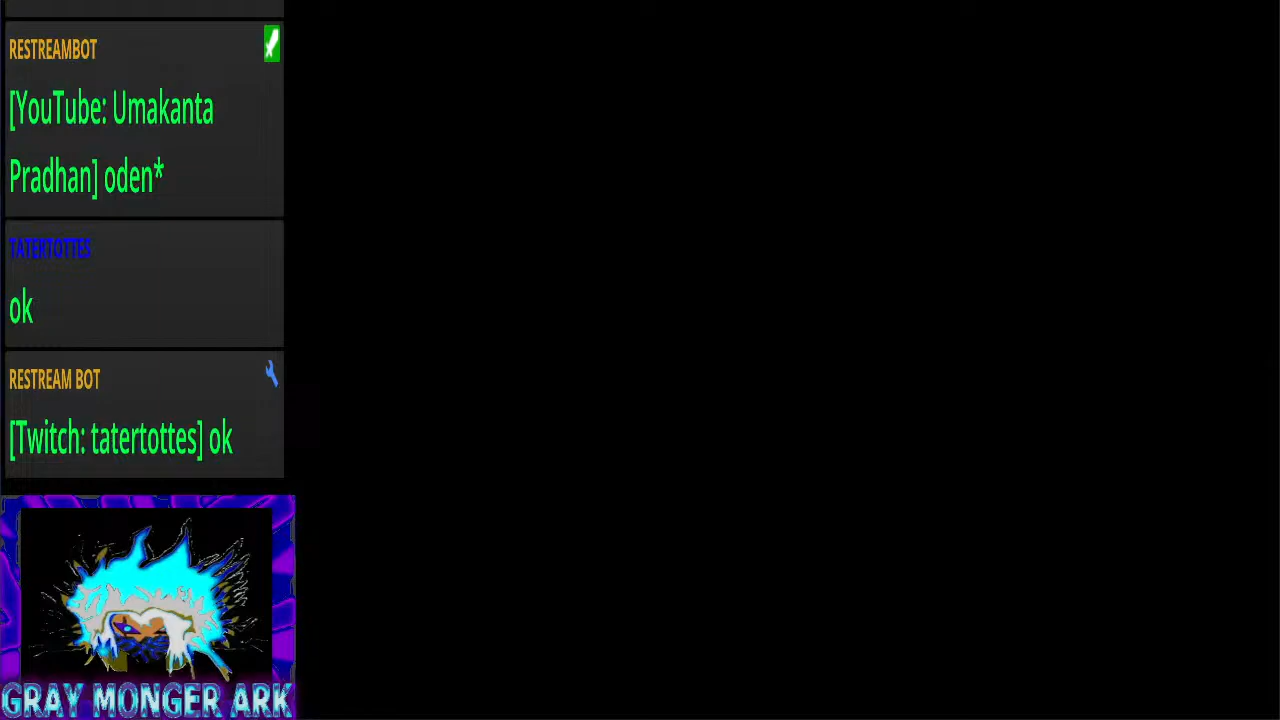 RESTREAMBOT
[YouTube: Umakanta
Pradhan] oden*
TATERTOTTES
ok
RESTREAM BOT
[Twitch: tatertottes] ok
GRAY MONGER ARK